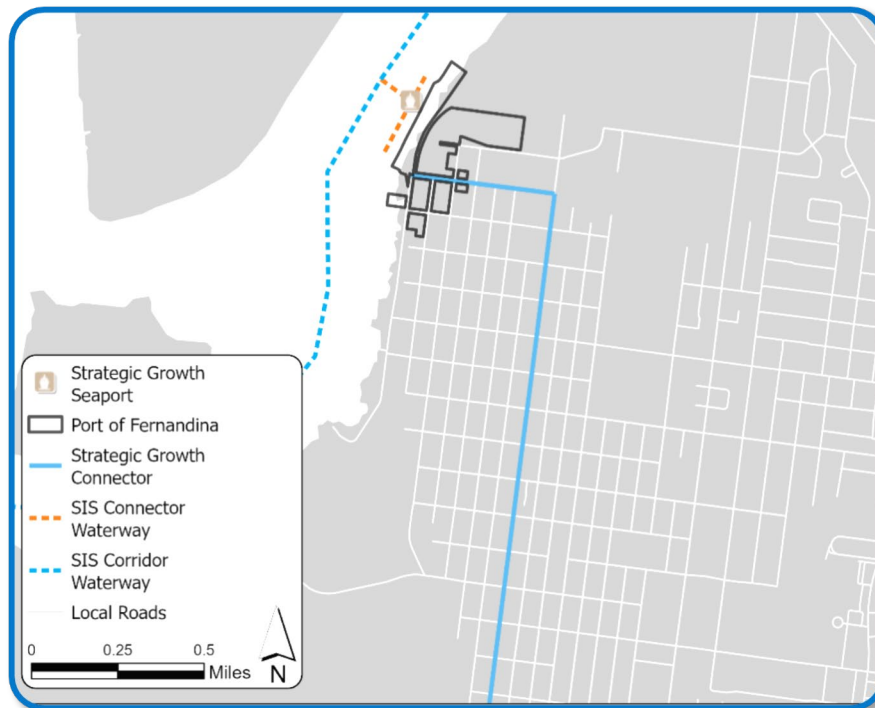 Strategic Growth
Seaport
Port of Fernandina
Strategic Growth
Connector
SIS Connector
Waterway
SIS Corridor
Waterway
Local Roads
0 0.25 0.5
Miles
N